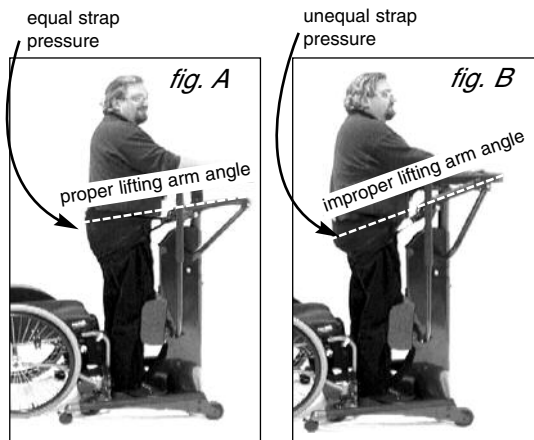 equal strap
pressure
fig. A
proper lifting arm angle
unequal strap
pressure
fig. B
improper lifting arm angle